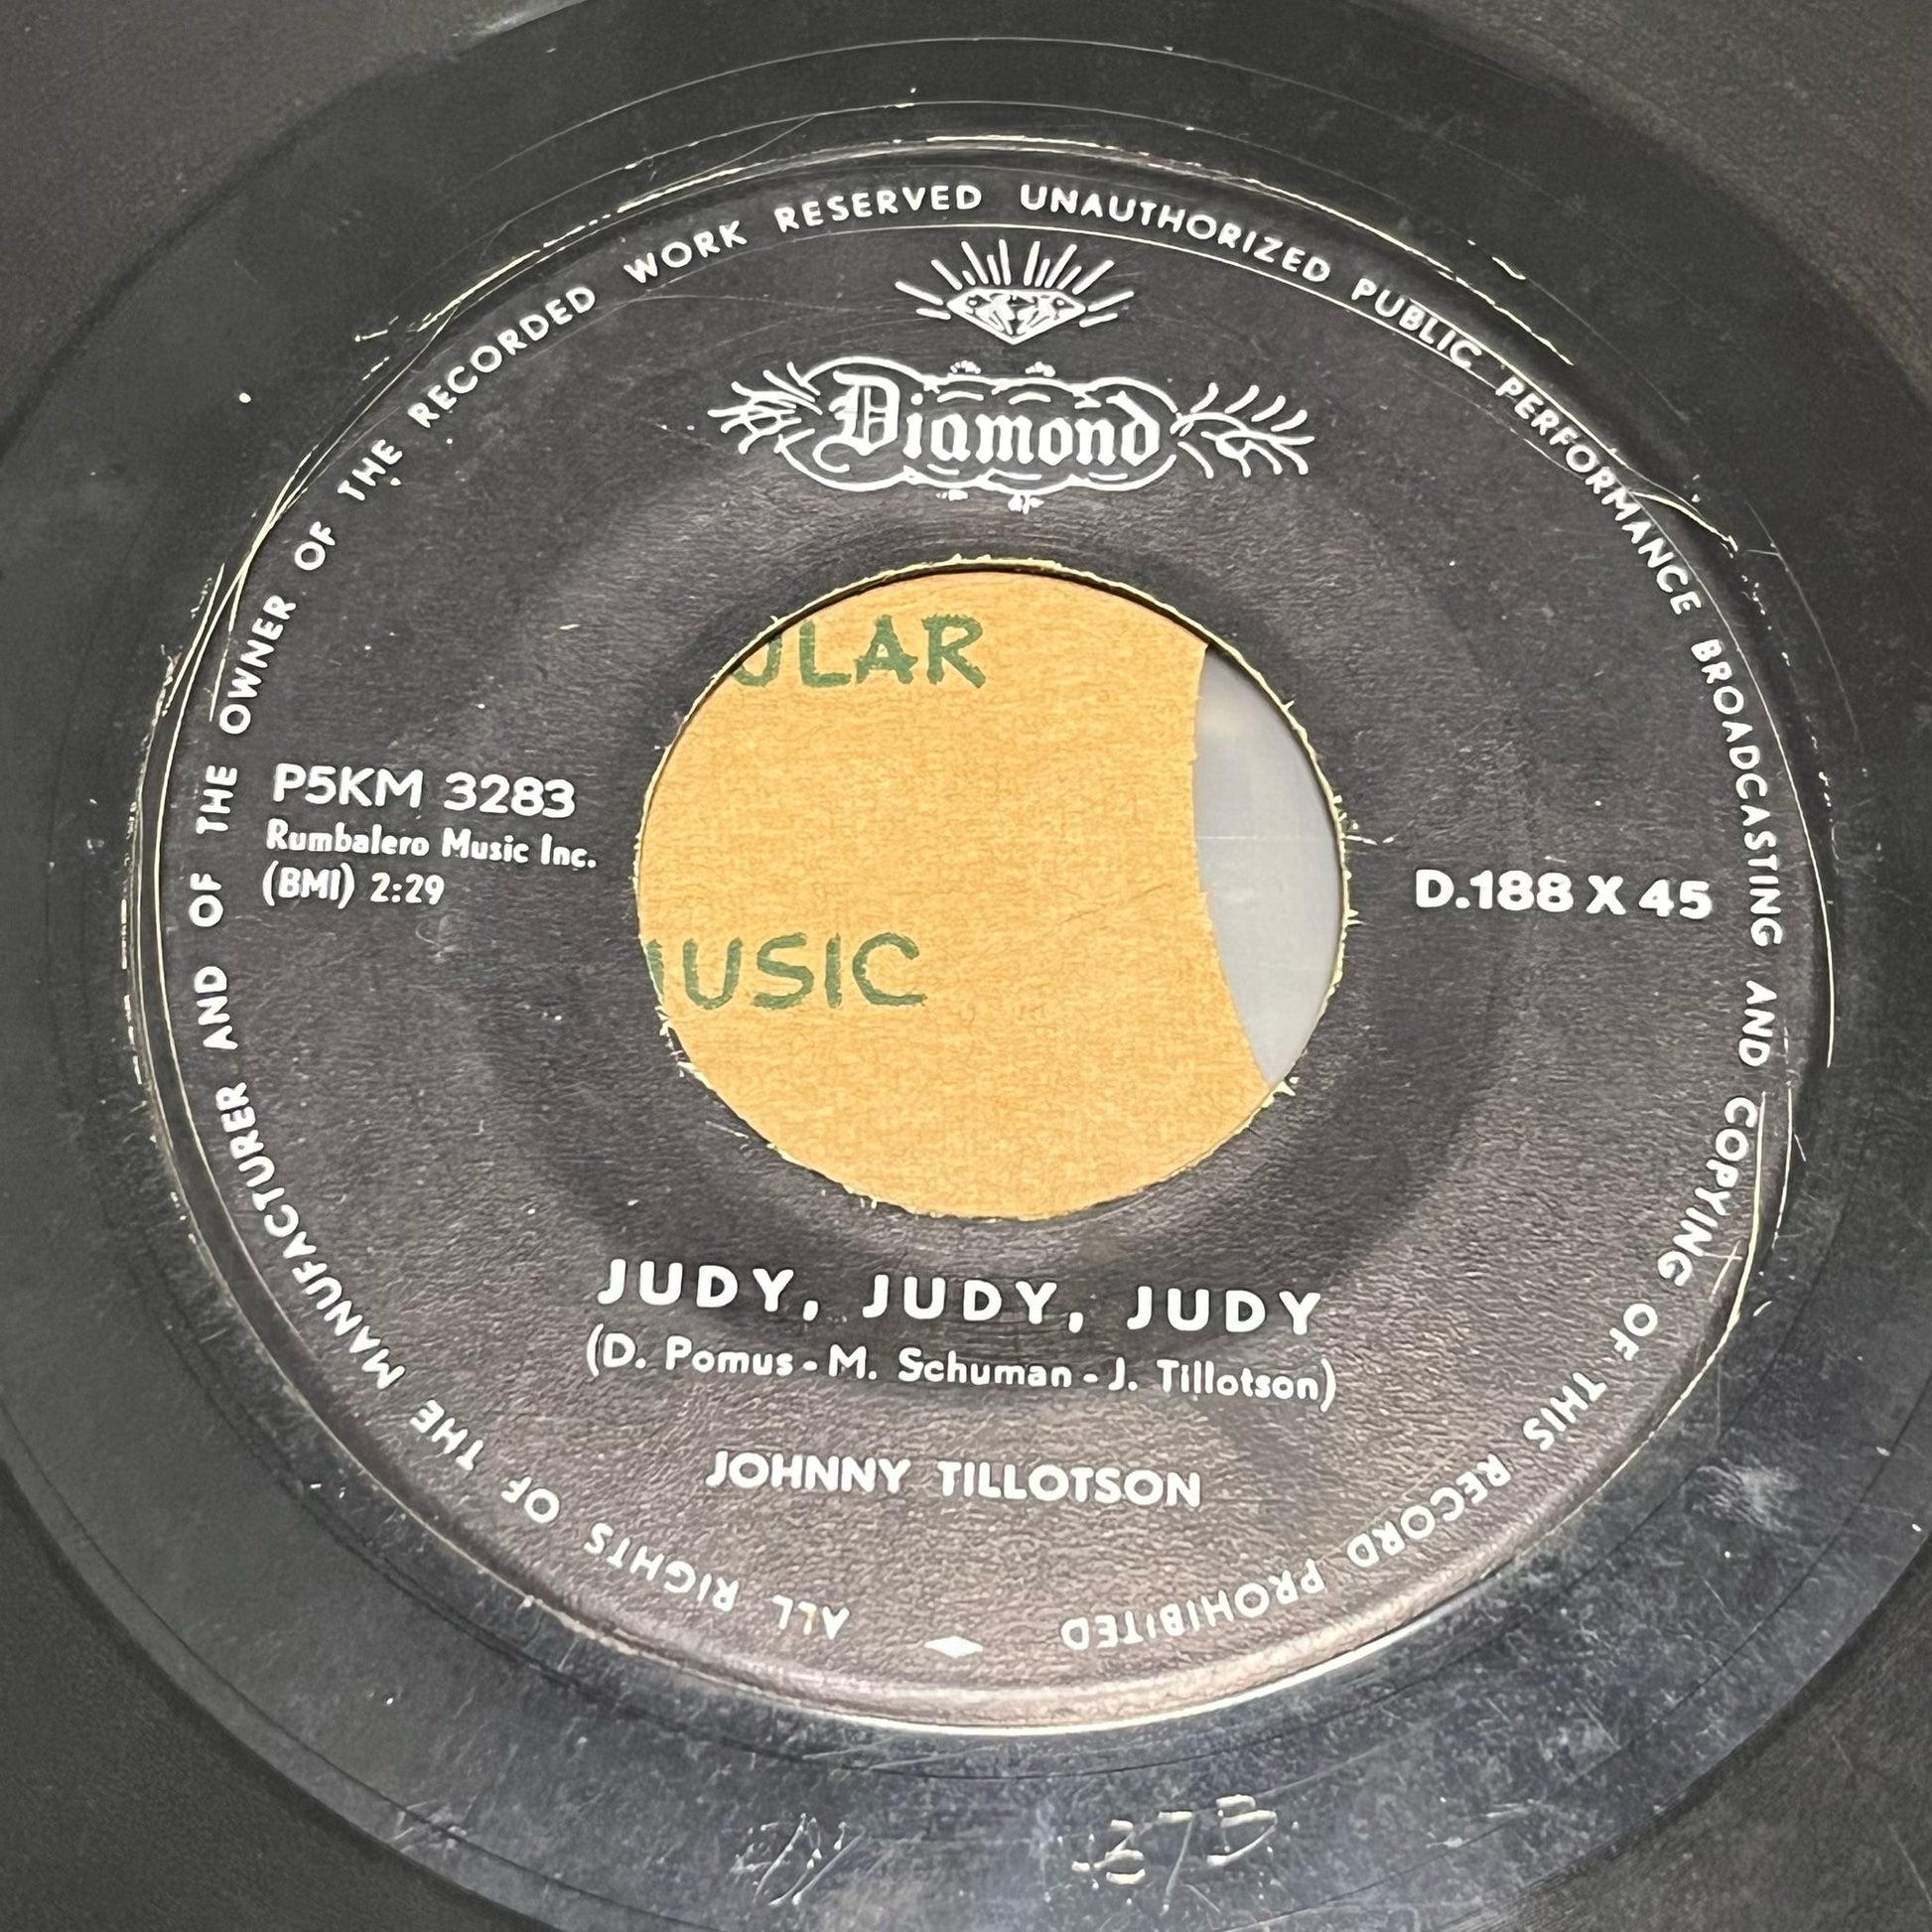 ALL RIGHTS OF THE MANUFACTURER AND OF THE OWNER OF THE RECORDED WORK RESERVED UNAUTHORIZED PUBLIC PERFORMANCE BROADCASTING AND COPYING OF THIS RECORD PROHIBITED
Diamond
P5KM 3283
Rumbalero Music Inc.
(BMI) 2:29
D.188 X 45
JUDY, JUDY, JUDY
(D. Pomus - M. Schuman - J. Tillotson)
JOHNNY TILLOTSON